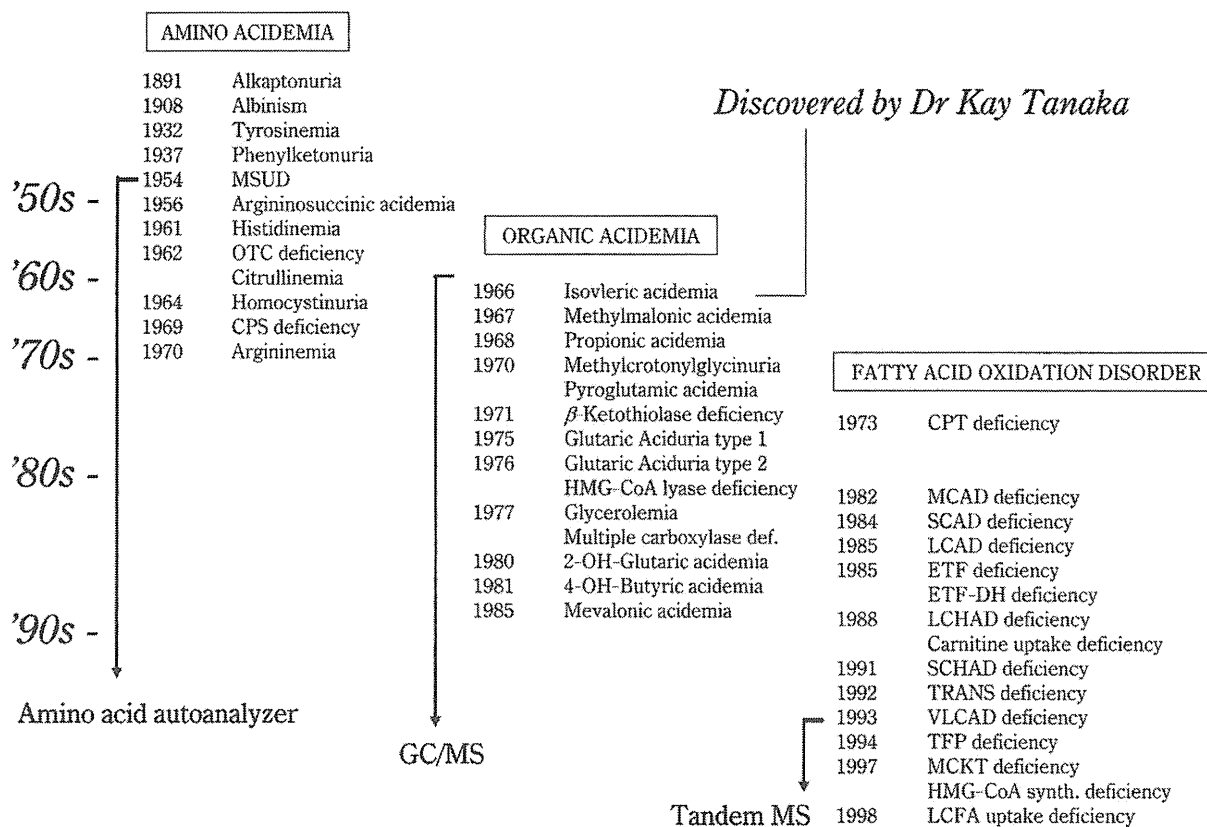 AMINO ACIDEMIA
1891 Alkaptonuria
1908 Albinism
1932 Tyrosinemia
1937 Phenylketonuria
1954 MSUD
1956 Argininosuccinic acidemia
1961 Histidinemia
1962 OTC deficiency
Citrullinemia
1964 Homocystinuria
1969 CPS deficiency
1970 Argininemia
'50s -
'60s -
'70s -
'80s -
'90s -
Amino acid autoanalyzer
Discovered by Dr Kay Tanaka
ORGANIC ACIDEMIA
1966 Isovleric acidemia
1967 Methylmalonic acidemia
1968 Propionic acidemia
1970 Methylcrotonylglycinuria
Pyroglutamic acidemia
1971 β-Ketothiolase deficiency
1975 Glutaric Aciduria type 1
1976 Glutaric Aciduria type 2
HMG-CoA lyase deficiency
1977 Glycerolemia
Multiple carboxylase def.
1980 2-OH-Glutaric acidemia
1981 4-OH-Butyric acidemia
1985 Mevalonic acidemia
GC/MS
FATTY ACID OXIDATION DISORDER
1973 CPT deficiency
1982 MCAD deficiency
1984 SCAD deficiency
1985 LCAD deficiency
1985 ETF deficiency
ETF-DH deficiency
1988 LCHAD deficiency
Carnitine uptake deficiency
1991 SCHAD deficiency
1992 TRANS deficiency
1993 VLCAD deficiency
1994 TFP deficiency
1997 MCKT deficiency
HMG-CoA synth. deficiency
1998 LCFA uptake deficiency
Tandem MS